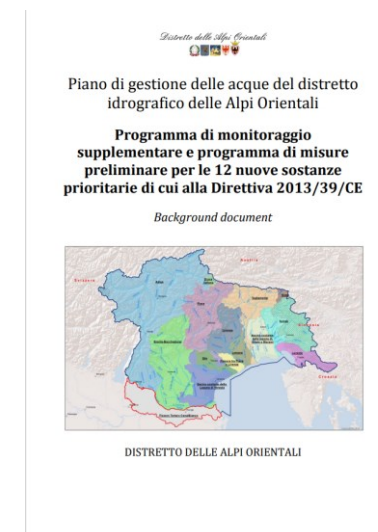 Distretto delle Alpi Orientali
Piano di gestione delle acque del distretto
idrografico delle Alpi Orientali
Programma di monitoraggio
supplementare e programma di misure
preliminare per le 12 nuove sostanze
prioritarie di cui alla Direttiva 2013/39/CE
Background document
DISTRETTO DELLE ALPI ORIENTALI